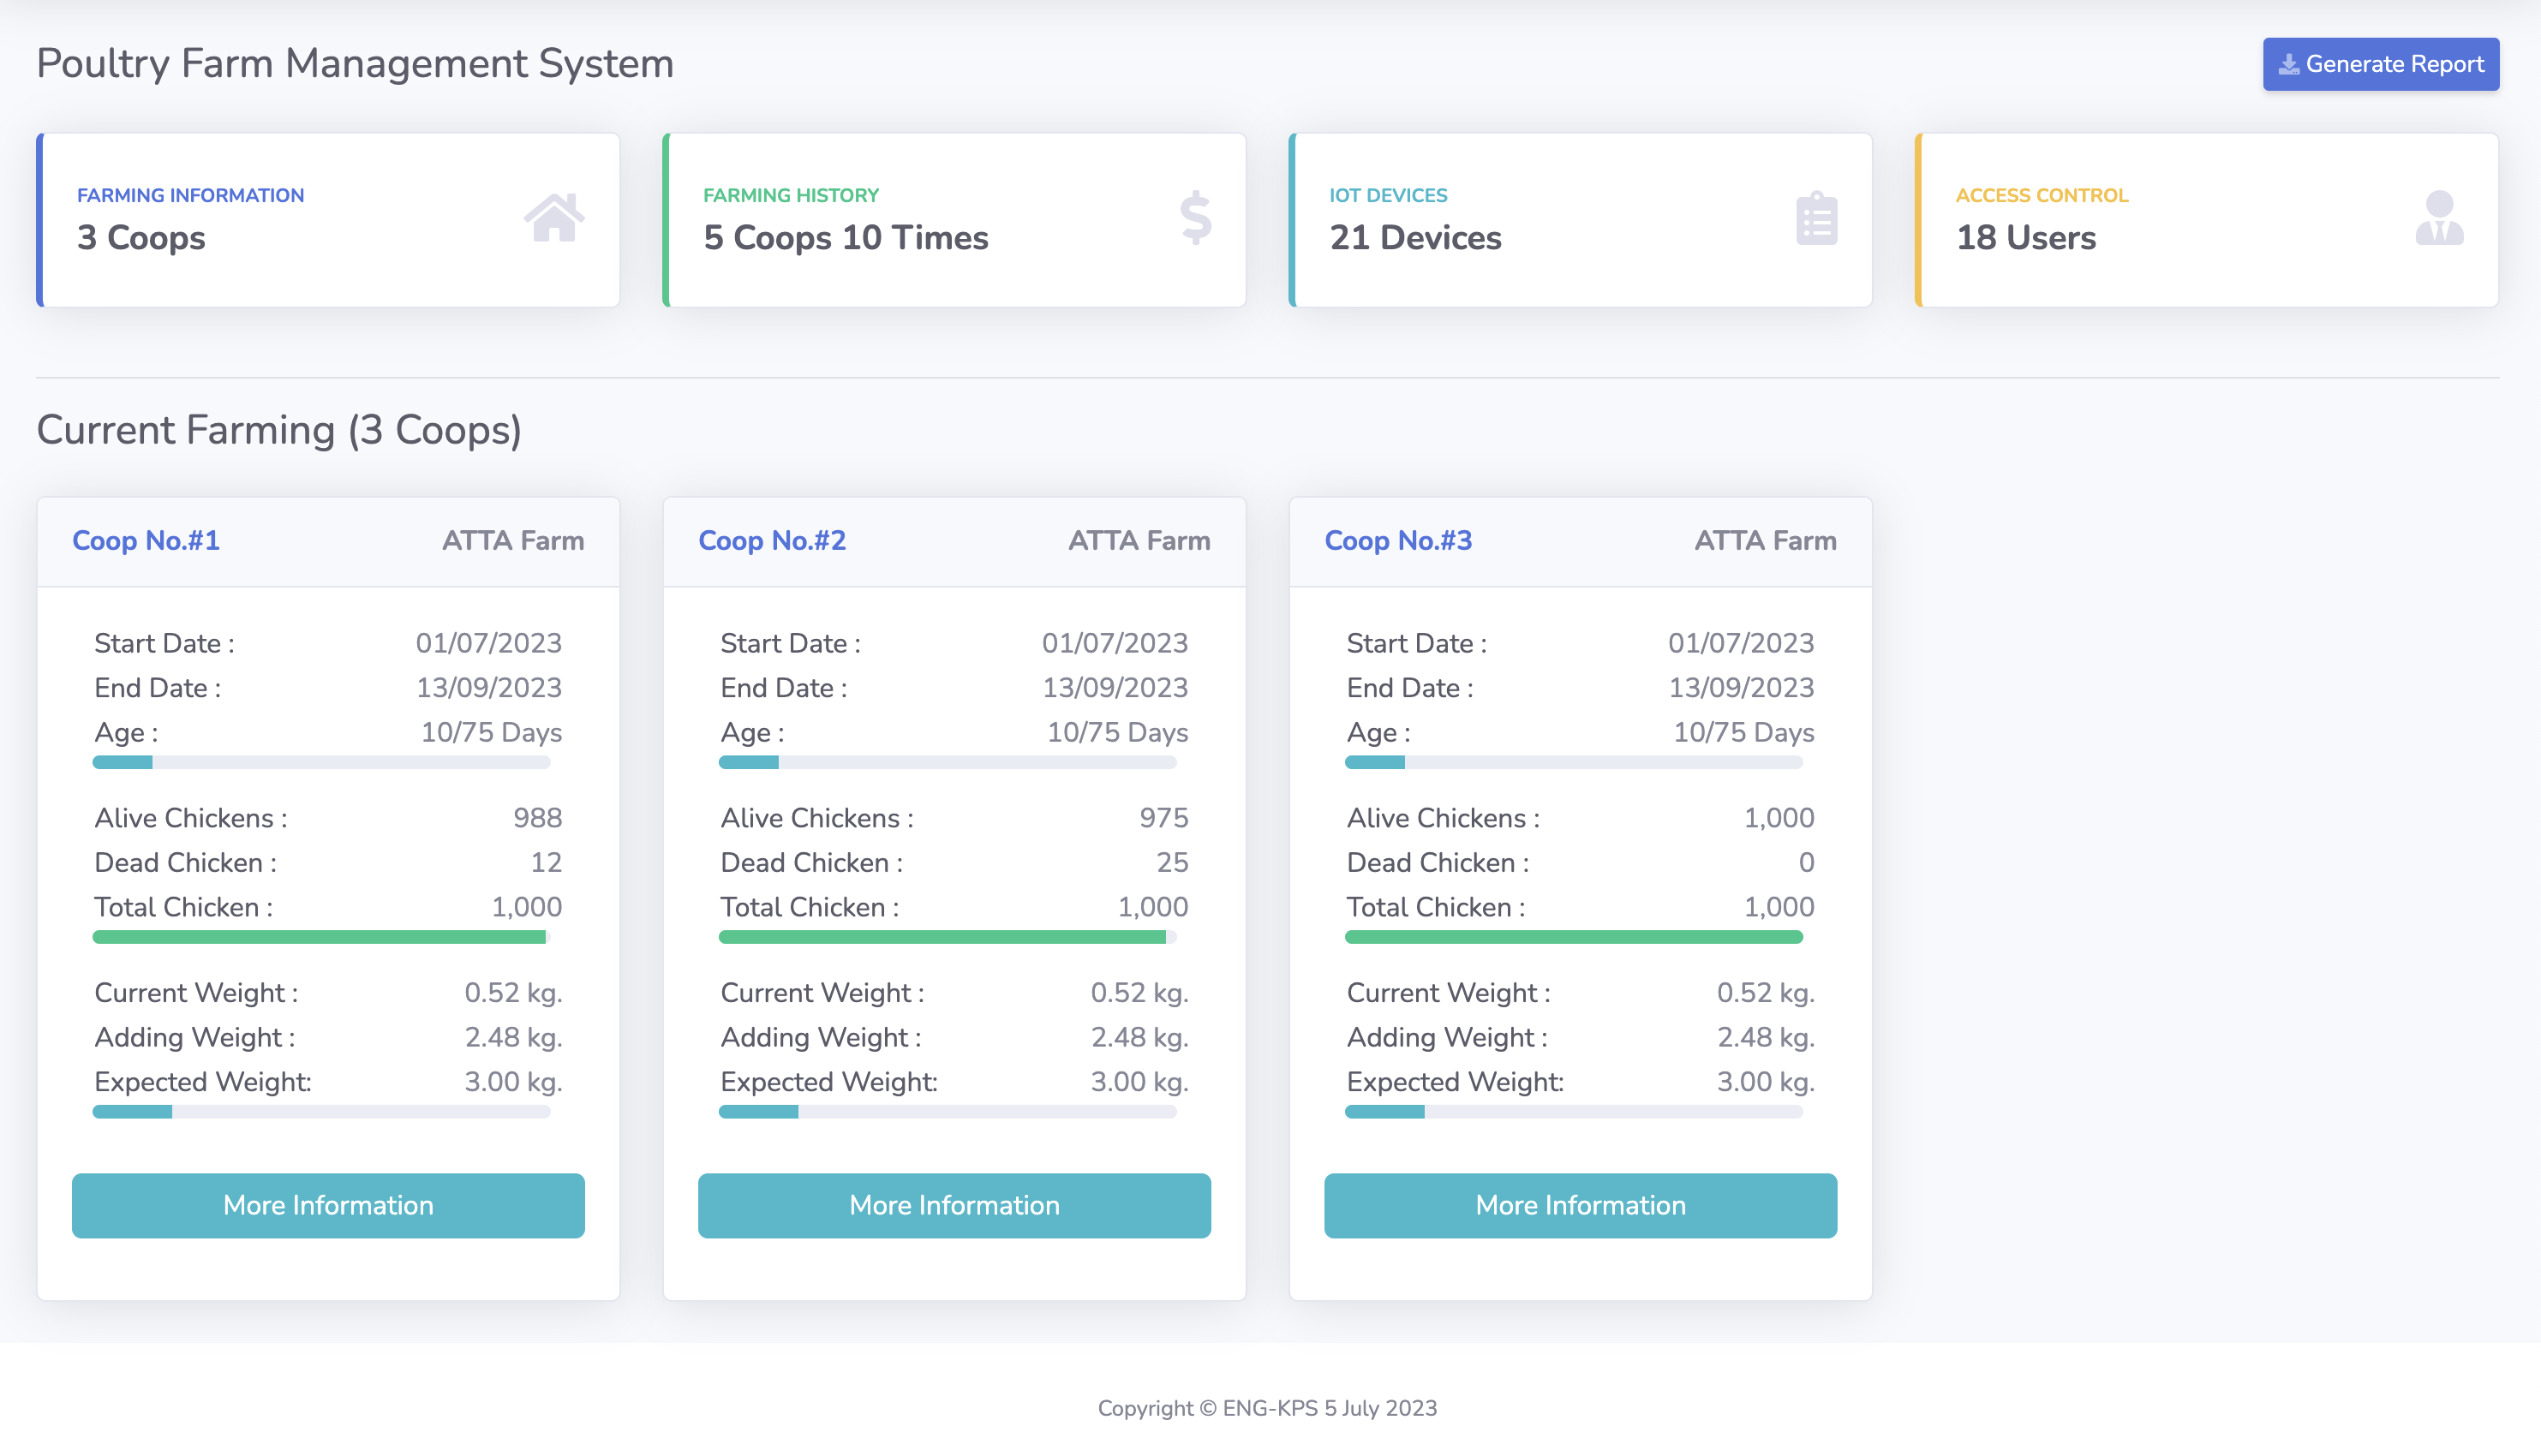 Poultry Farm Management System
Generate Report
FARMING INFORMATION
3 Coops
FARMING HISTORY
5 Coops 10 Times
IOT DEVICES
21 Devices
ACCESS CONTROL
18 Users
Current Farming (3 Coops)
Coop No.#1 ATTA Farm
Start Date : 01/07/2023
End Date : 13/09/2023
Age : 10/75 Days
Alive Chickens : 988
Dead Chicken : 12
Total Chicken : 1,000
Current Weight : 0.52 kg.
Adding Weight : 2.48 kg.
Expected Weight: 3.00 kg.
More Information
Coop No.#2 ATTA Farm
Start Date : 01/07/2023
End Date : 13/09/2023
Age : 10/75 Days
Alive Chickens : 975
Dead Chicken : 25
Total Chicken : 1,000
Current Weight : 0.52 kg.
Adding Weight : 2.48 kg.
Expected Weight: 3.00 kg.
More Information
Coop No.#3 ATTA Farm
Start Date : 01/07/2023
End Date : 13/09/2023
Age : 10/75 Days
Alive Chickens : 1,000
Dead Chicken : 0
Total Chicken : 1,000
Current Weight : 0.52 kg.
Adding Weight : 2.48 kg.
Expected Weight: 3.00 kg.
More Information
Copyright © ENG-KPS 5 July 2023